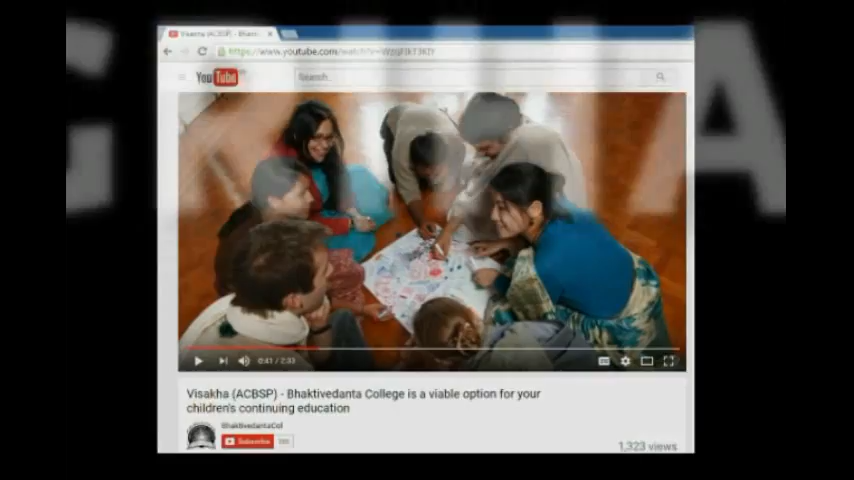 Visakha (ACBSP) - Bhakti
https://www.youtube.com/watch?v=
YouTube
Search..
0:41 / 2:33
Visakha (ACBSP) - Bhaktivedanta College is a viable option for your
children's continuing education
BhaktivedantaCol
Subscribe
1,323 views